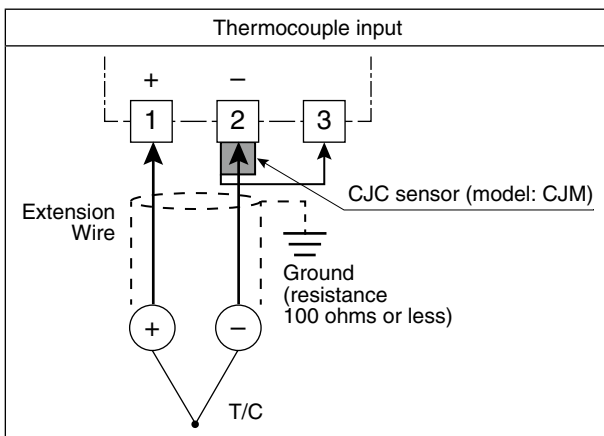 Thermocouple input
+ −
1 2 3
CJC sensor (model: CJM)
Extension
Wire
Ground
(resistance
100 ohms or less)
+ −
T/C